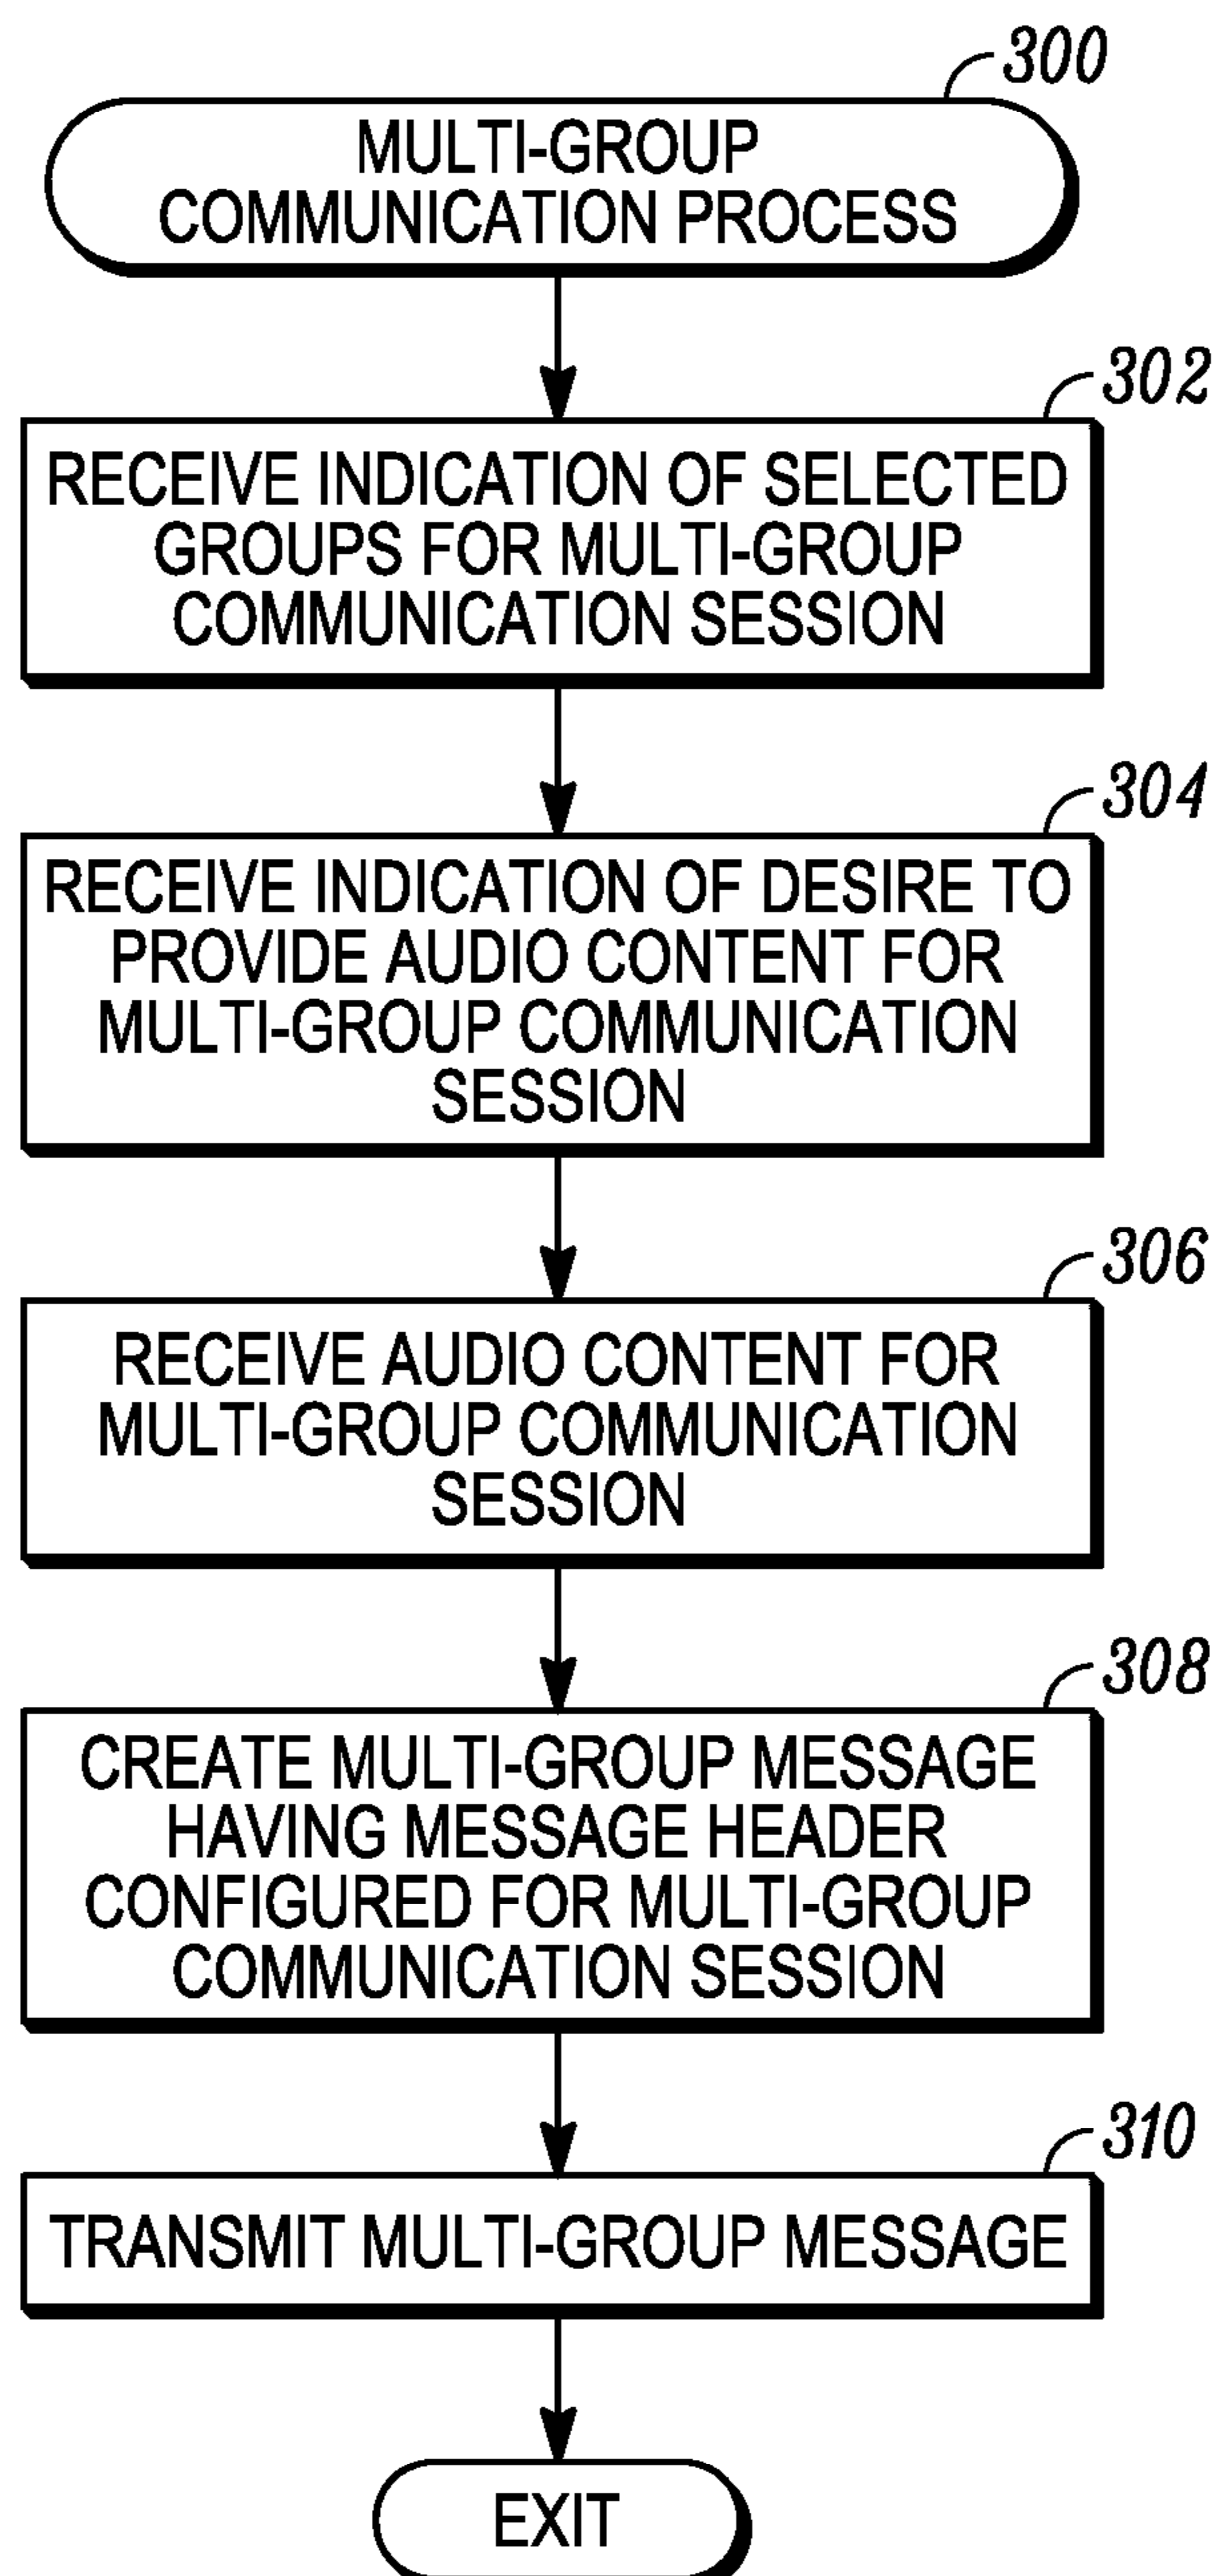 300
MULTI-GROUP
COMMUNICATION PROCESS
302
RECEIVE INDICATION OF SELECTED
GROUPS FOR MULTI-GROUP
COMMUNICATION SESSION
304
RECEIVE INDICATION OF DESIRE TO
PROVIDE AUDIO CONTENT FOR
MULTI-GROUP COMMUNICATION
SESSION
306
RECEIVE AUDIO CONTENT FOR
MULTI-GROUP COMMUNICATION
SESSION
308
CREATE MULTI-GROUP MESSAGE
HAVING MESSAGE HEADER
CONFIGURED FOR MULTI-GROUP
COMMUNICATION SESSION
310
TRANSMIT MULTI-GROUP MESSAGE
EXIT